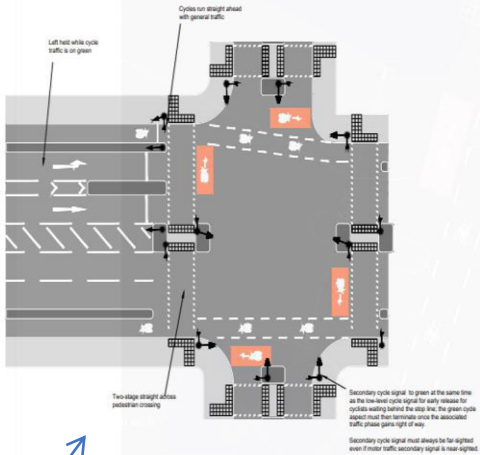 Cycles run straight ahead
with general traffic
Left held while cycle
traffic is on green
Two-stage straight across
pedestrian crossing
Secondary cycle signal to green at the same time
as the low-level cycle signal for early release for
cyclists waiting behind the stop line; the green cycle
aspect must then terminate once the associated
traffic phase gains right of way.
Secondary cycle signal must always be far-sighted
even if motor traffic secondary signal is near-sighted.